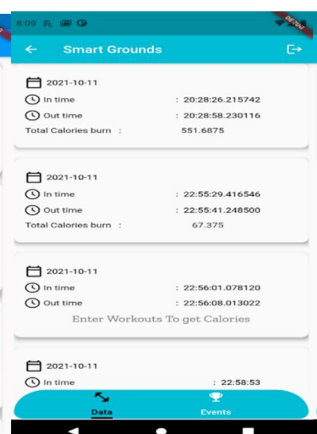 8:09
DEBUG
Smart Grounds
2021-10-11
In time : 20:28:26.215742
Out time : 20:28:58.230116
Total Calories burn : 551.6875
2021-10-11
In time : 22:55:29.416546
Out time : 22:55:41.248500
Total Calories burn : 67.375
2021-10-11
In time : 22:56:01.078120
Out time : 22:56:08.013022
Enter Workouts To get Calories
2021-10-11
In time : 22:58:53
Data Events